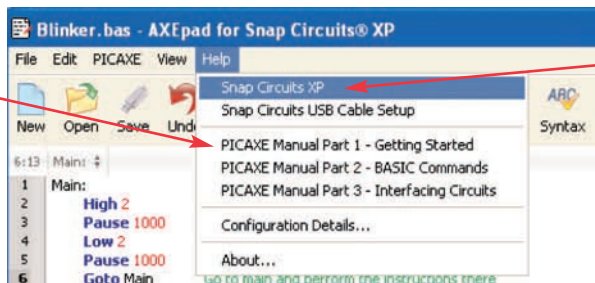 Blinker.bas - AXEpad for Snap Circuits® XP
File Edit PICAXE View Help
New Open Save Undo Syntax
Snap Circuits XP
Snap Circuits USB Cable Setup
PICAXE Manual Part 1 - Getting Started
PICAXE Manual Part 2 - BASIC Commands
PICAXE Manual Part 3 - Interfacing Circuits
Configuration Details...
About...
6:13 Main:
1 Main:
2 High 2
3 Pause 1000
4 Low 2
5 Pause 1000
6 Goto Main Go to main and perform the instructions there